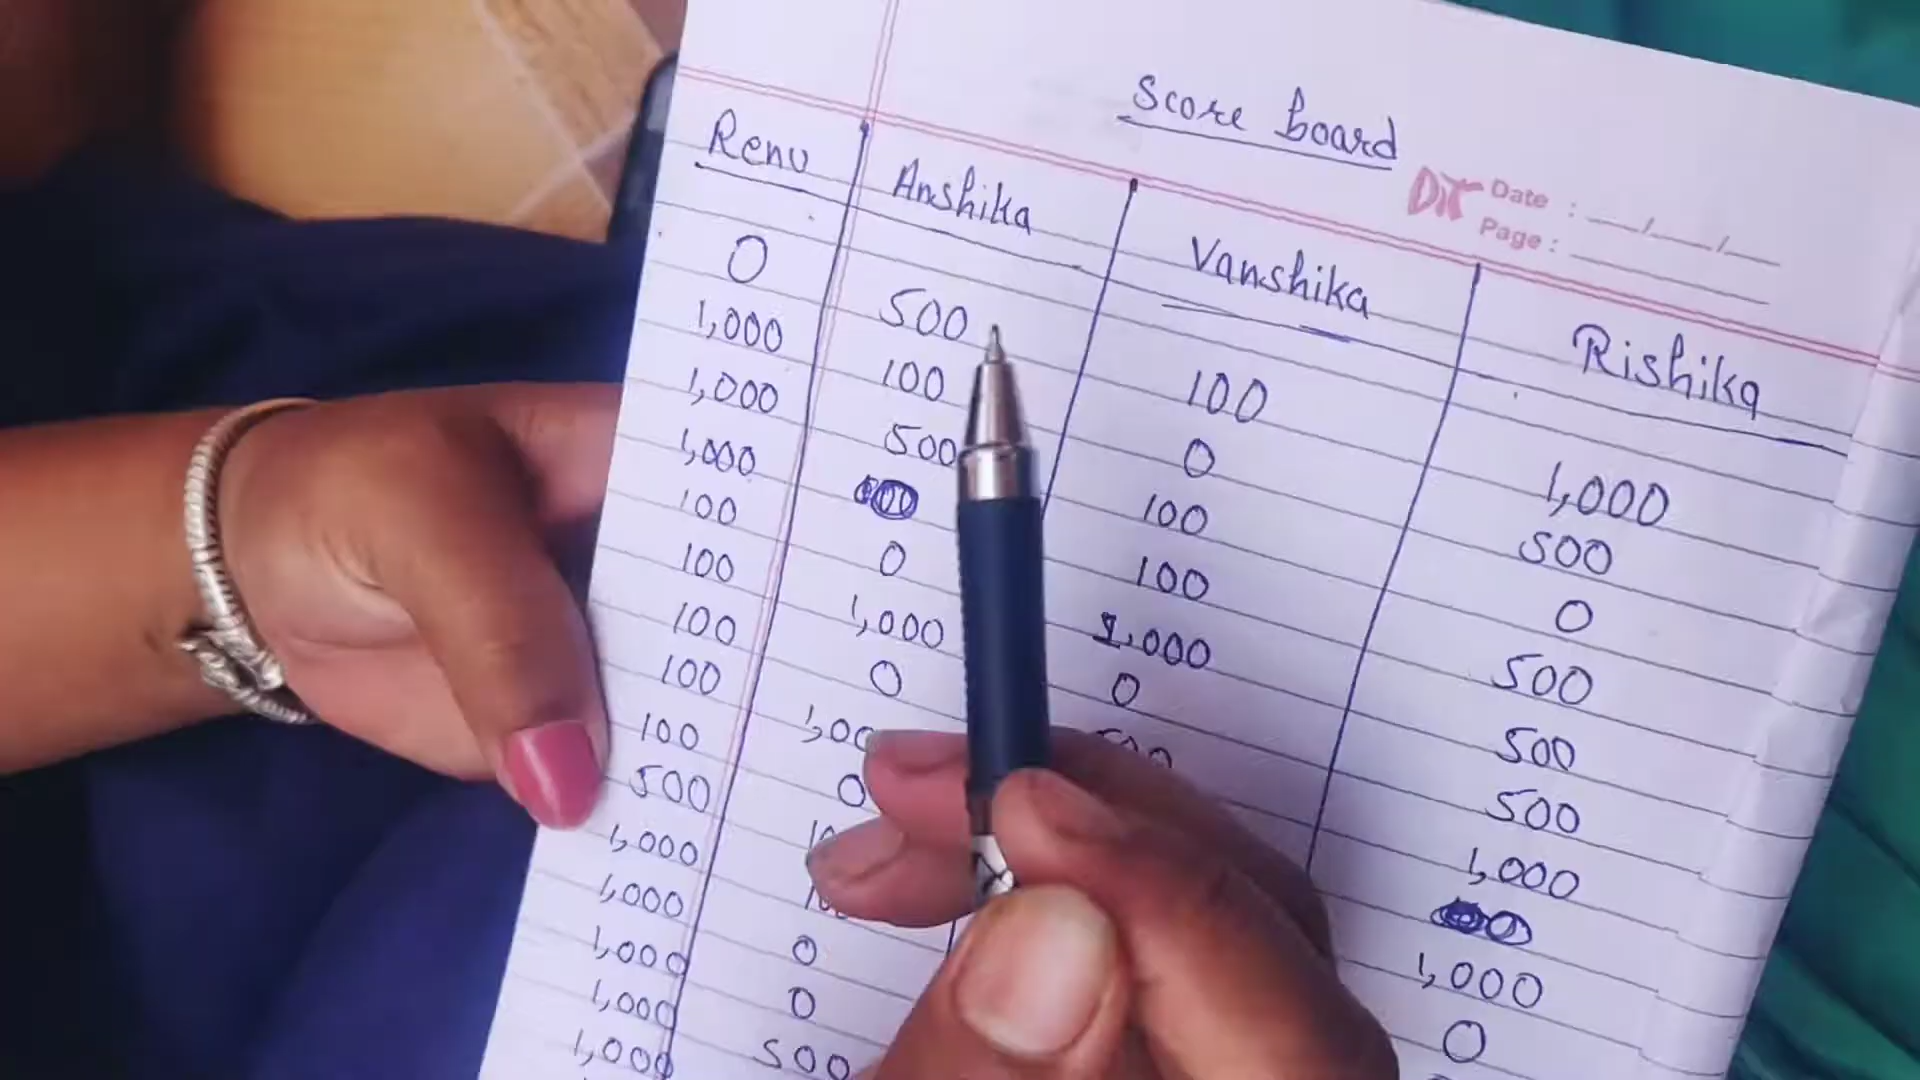 Score board
Date : __/__/__
Page :
Renu Anshika Vanshika Rishika
0 500 100 1,000
1,000 100 0 500
1,000 500 100 0
1,000 0 100 500
100 1,000 1,000 500
100 0 0 500
100 1,000
100 0 1,000
100 0 0
500 0
1,000 500
1,000
1,000
1,000
1,000